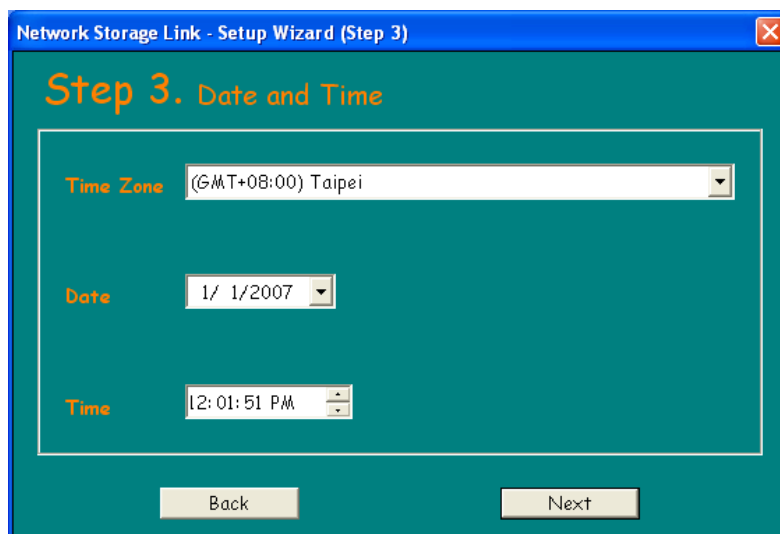 Network Storage Link - Setup Wizard (Step 3)
Step 3. Date and Time
Time Zone (GMT+08:00) Taipei
Date 1/ 1/2007
Time 12:01:51 PM
Back Next